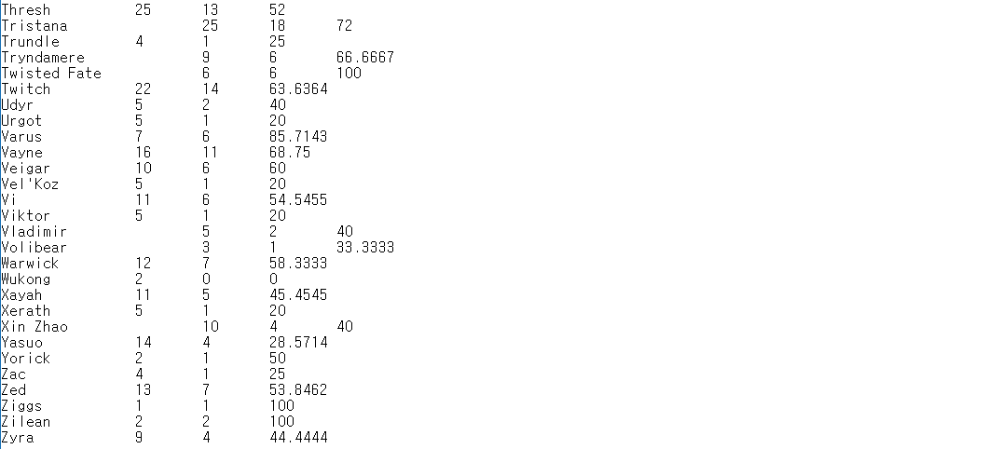 Thresh 25 13 52
Tristana 25 18 72
Trundle 4 1 25
Tryndamere 9 6 66.6667
Twisted Fate 6 6 100
Twitch 22 14 63.6364
Udyr 5 2 40
Urgot 5 1 20
Varus 7 6 85.7143
Vayne 16 11 68.75
Veigar 10 6 60
Vel'Koz 5 1 20
Vi 11 6 54.5455
Viktor 5 1 20
Vladimir 5 2 40
Volibear 3 1 33.3333
Warwick 12 7 58.3333
Wukong 2 0 0
Xayah 11 5 45.4545
Xerath 5 1 20
Xin Zhao 10 4 40
Yasuo 14 4 28.5714
Yorick 2 1 50
Zac 4 1 25
Zed 13 7 53.8462
Ziggs 1 1 100
Zilean 2 2 100
Zyra 9 4 44.4444